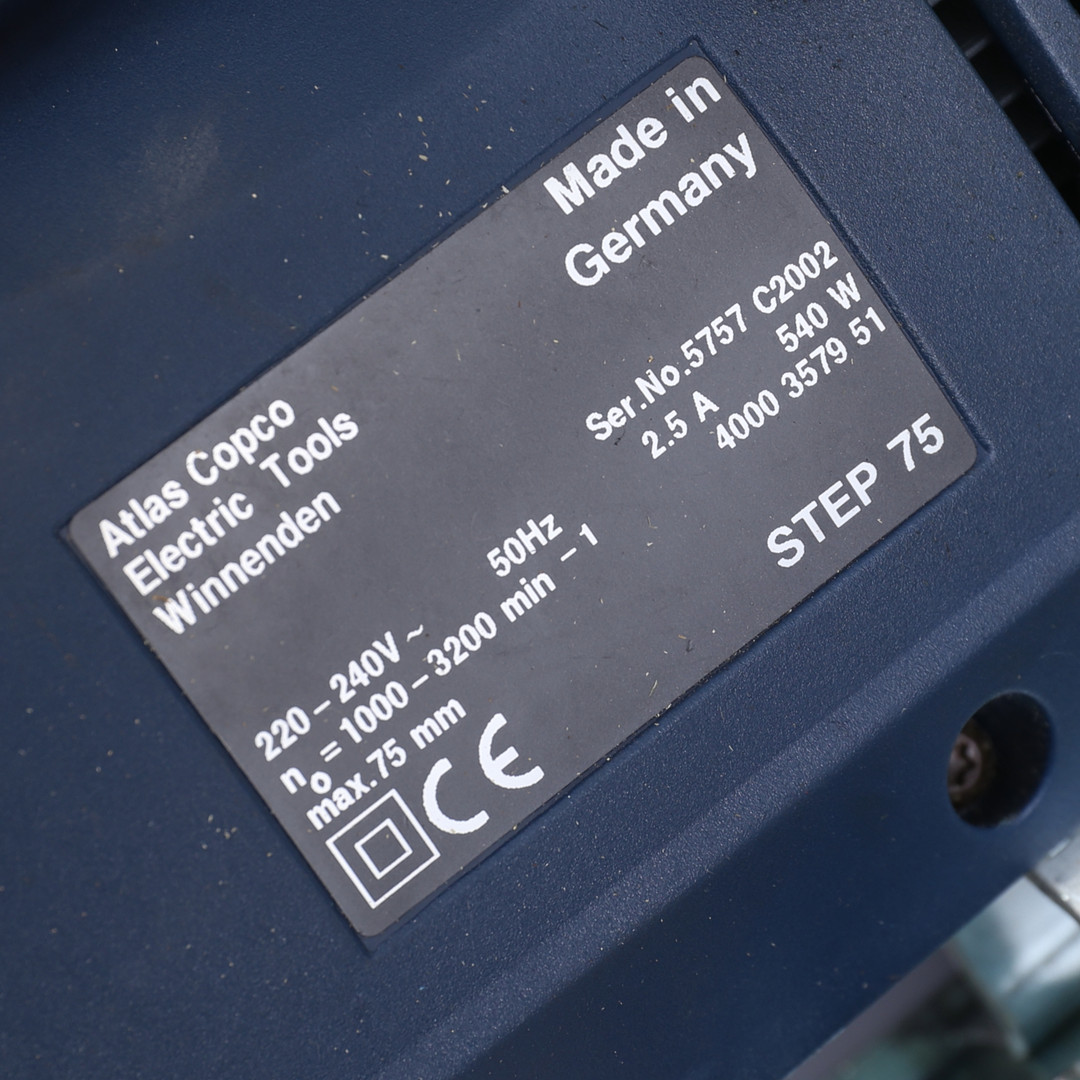 Made in
Germany
Atlas Copco
Electric Tools
Winnenden
Ser.No.5757 C2002
220–240V ~ 50Hz 2.5 A 540 W
n₀ = 1000–3200 min –1 4000 3579 51
max.75 mm
CE STEP 75